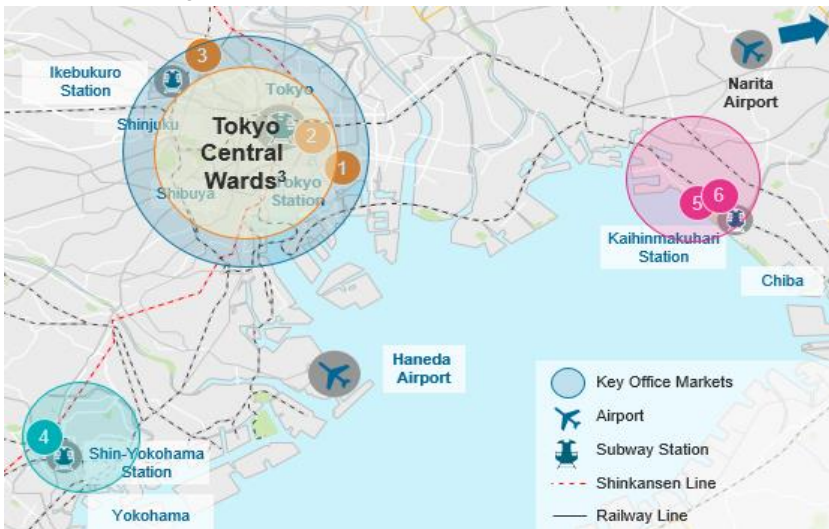 3
Ikebukuro
Station
Tokyo
Narita
Airport
Shinjuku
Tokyo
Central
Wards3
2
1
Shibuya
Tokyo
Station
5
6
Kaihinmakuhari
Station
Chiba
Haneda
Airport
Key Office Markets
Airport
4
Subway Station
Shin-Yokohama
Station
Shinkansen Line
Yokohama
Railway Line